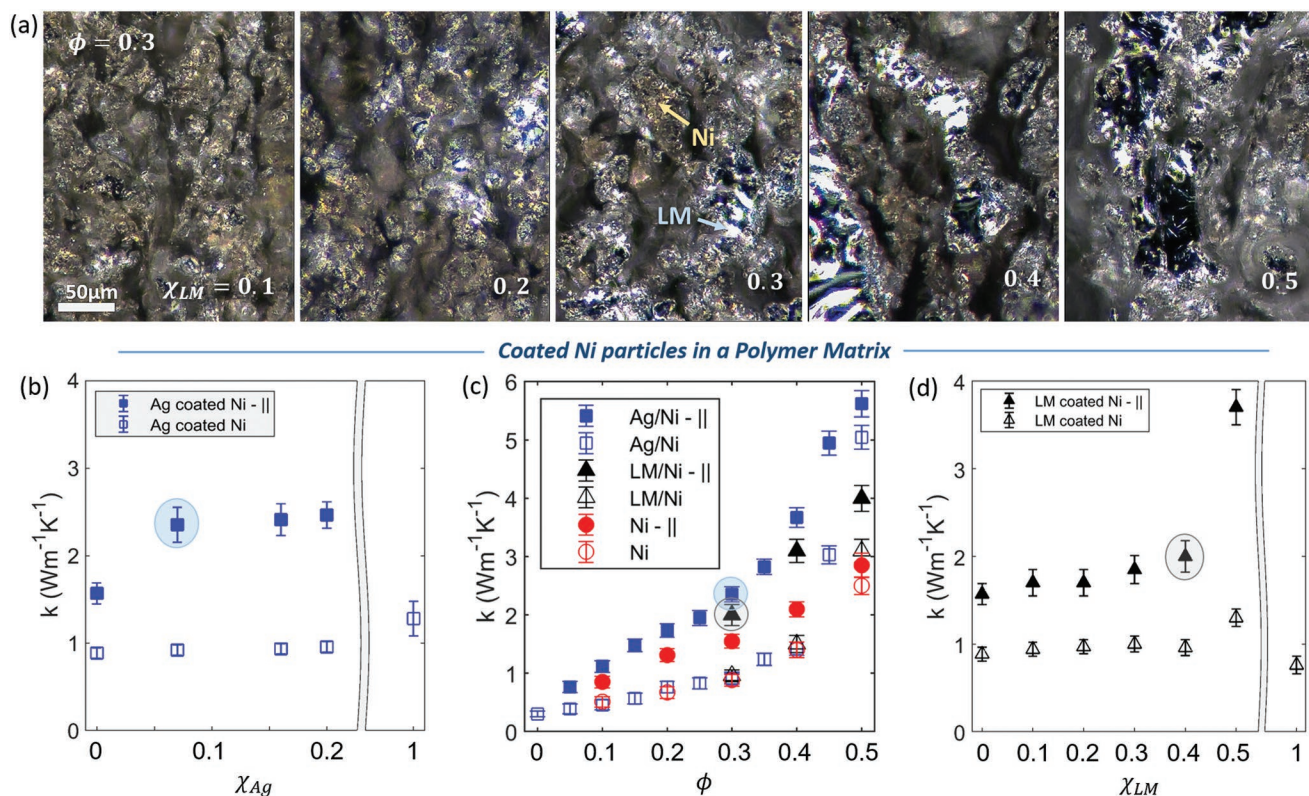 (a)
ϕ = 0.3
Ni
LM
50μm
χ_LM = 0.1
0.2
0.3
0.4
0.5
Coated Ni particles in a Polymer Matrix
(b)
4
3
2
1
0
k (Wm⁻¹K⁻¹)
Ag coated Ni - ||
Ag coated Ni
0
0.1
0.2
1
χ_Ag
(c)
6
5
4
3
2
1
0
k (Wm⁻¹K⁻¹)
Ag/Ni - ||
Ag/Ni
LM/Ni - ||
LM/Ni
Ni - ||
Ni
0
0.1
0.2
0.3
0.4
0.5
ϕ
(d)
4
3
2
1
0
k (Wm⁻¹K⁻¹)
LM coated Ni - ||
LM coated Ni
0
0.1
0.2
0.3
0.4
0.5
1
χ_LM